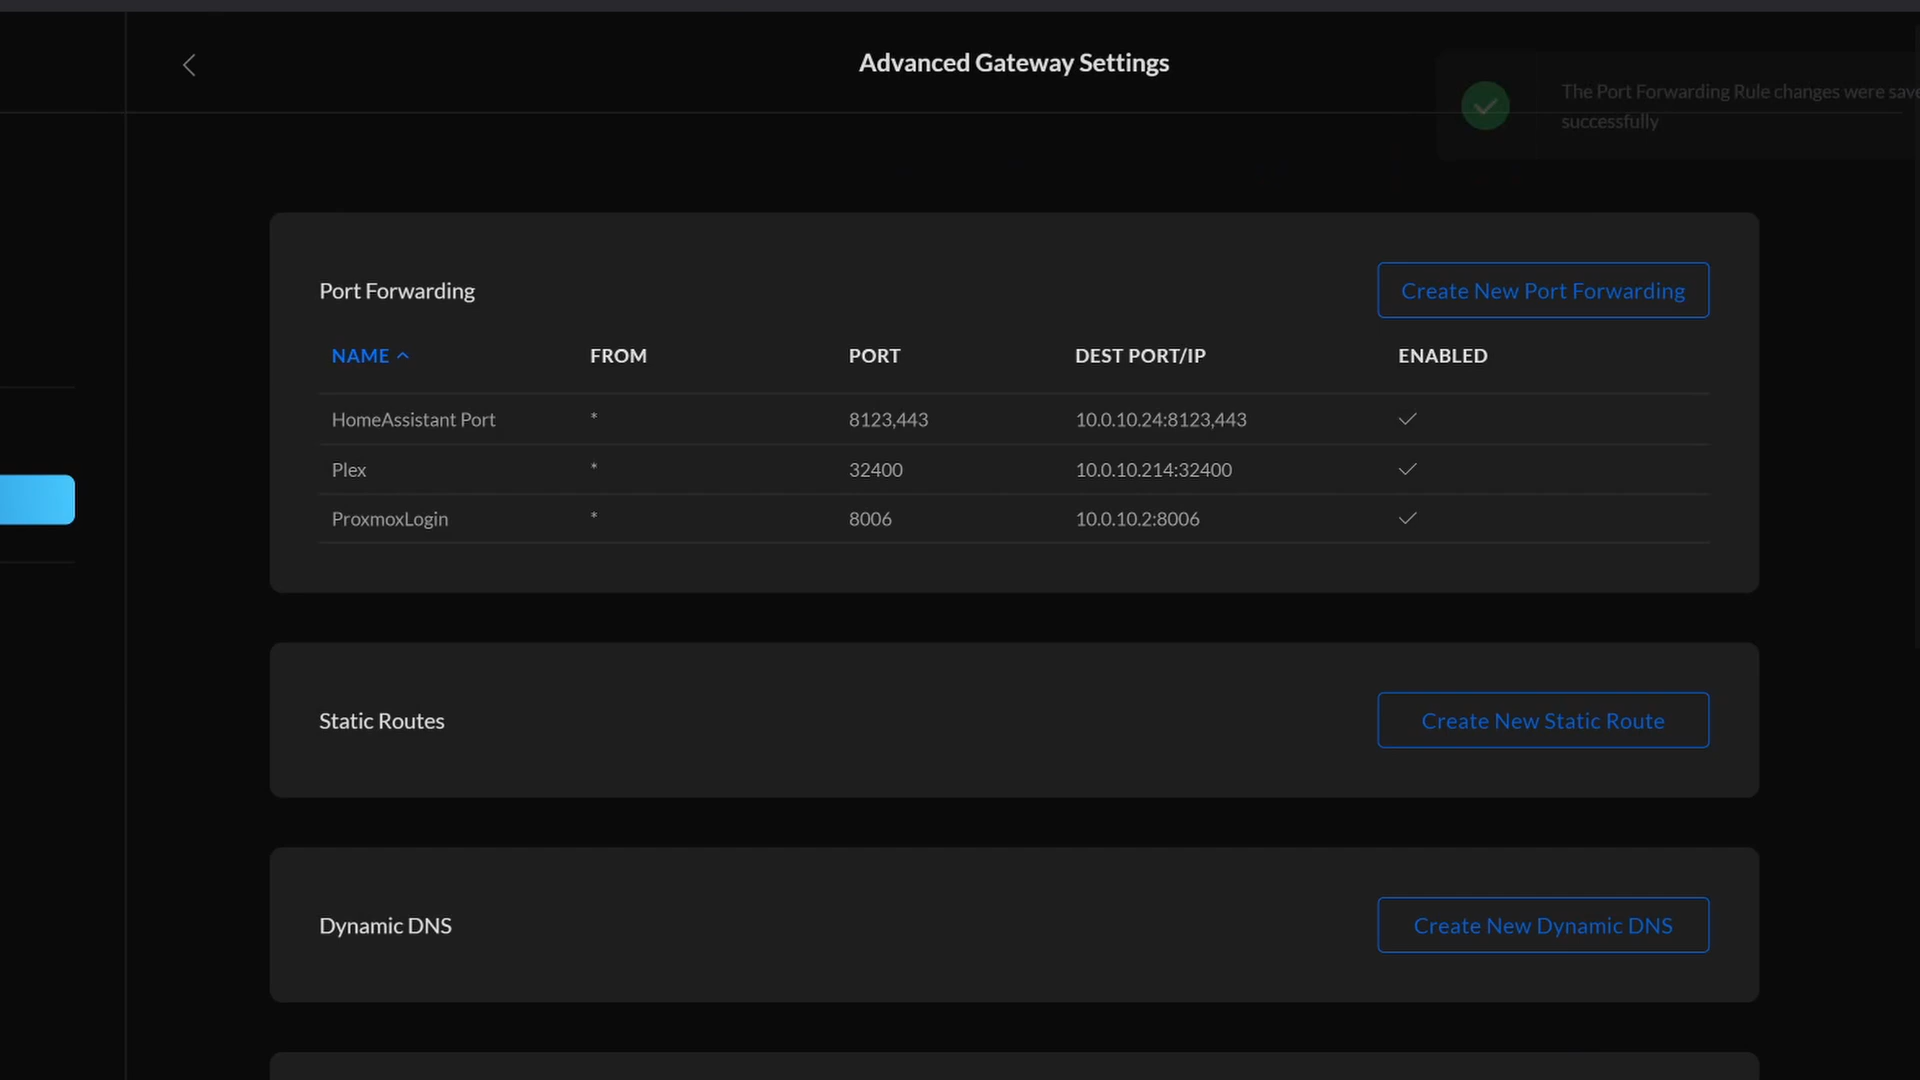 Advanced Gateway Settings
The Port Forwarding Rule changes were save
successfully
Port Forwarding
Create New Port Forwarding
NAME FROM PORT DEST PORT/IP ENABLED
HomeAssistant Port * 8123,443 10.0.10.24:8123,443
Plex * 32400 10.0.10.214:32400
ProxmoxLogin * 8006 10.0.10.2:8006
Static Routes
Create New Static Route
Dynamic DNS
Create New Dynamic DNS